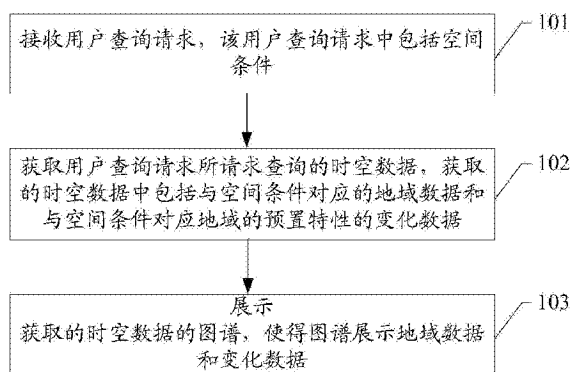 接收用户查询请求，该用户查询请求中包括空间
条件
101
获取用户查询请求所请求查询的时空数据，获取
的时空数据中包括与空间条件对应的地域数据和
与空间条件对应地域的预置特性的变化数据
102
展示
获取的时空数据的图谱，使得图谱展示地域数据
和变化数据
103